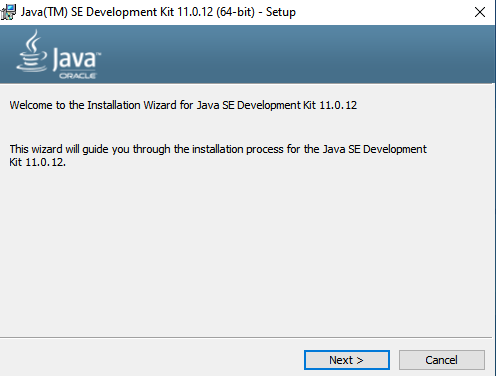 Java(TM) SE Development Kit 11.0.12 (64-bit) - Setup
Java™
ORACLE
Welcome to the Installation Wizard for Java SE Development Kit 11.0.12
This wizard will guide you through the installation process for the Java SE Development
Kit 11.0.12.
Next >
Cancel